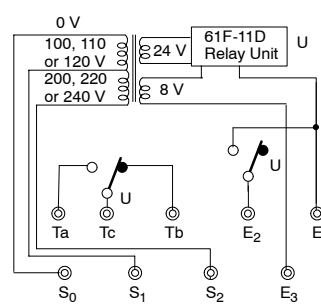 0 V
100, 110
or 120 V
200, 220
or 240 V
24 V
8 V
61F-11D
Relay Unit
U
U
U
Ta Tc Tb E2 E
S0 S1 S2 E3